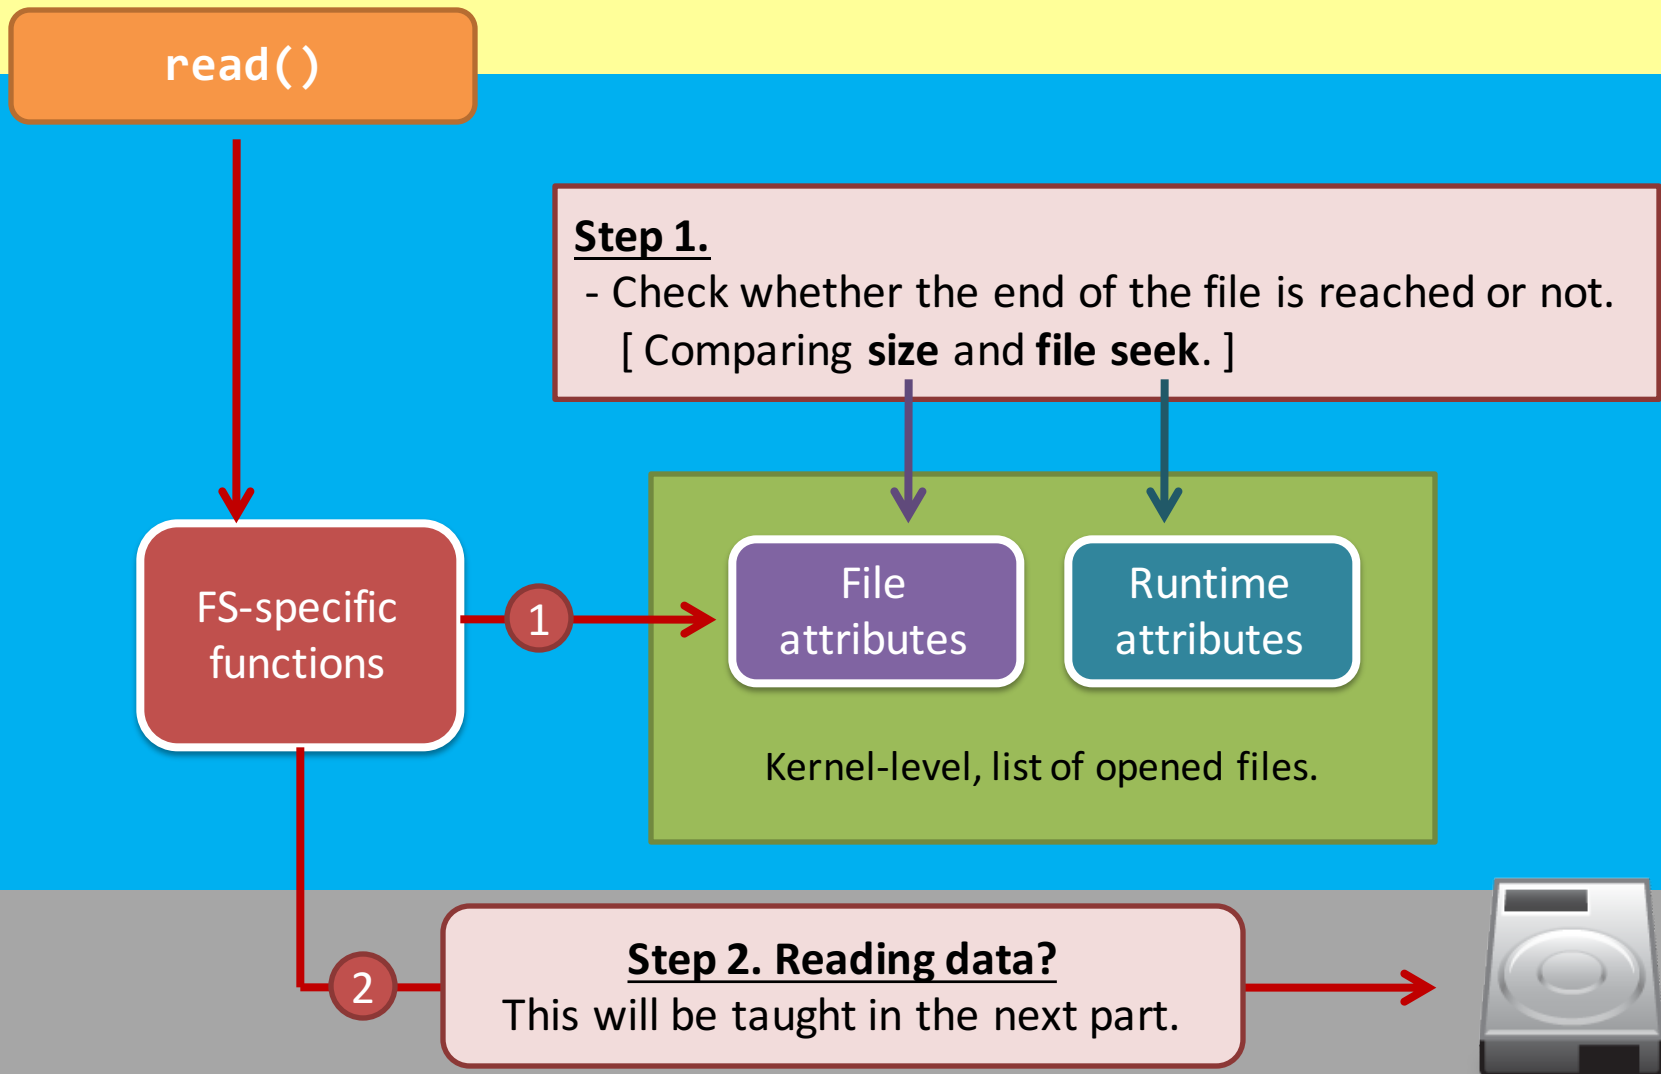 read()
Step 1.
- Check whether the end of the file is reached or not.
[ Comparing size and file seek. ]
FS-specific
functions
1
File
attributes
Runtime
attributes
Kernel-level, list of opened files.
2
Step 2. Reading data?
This will be taught in the next part.